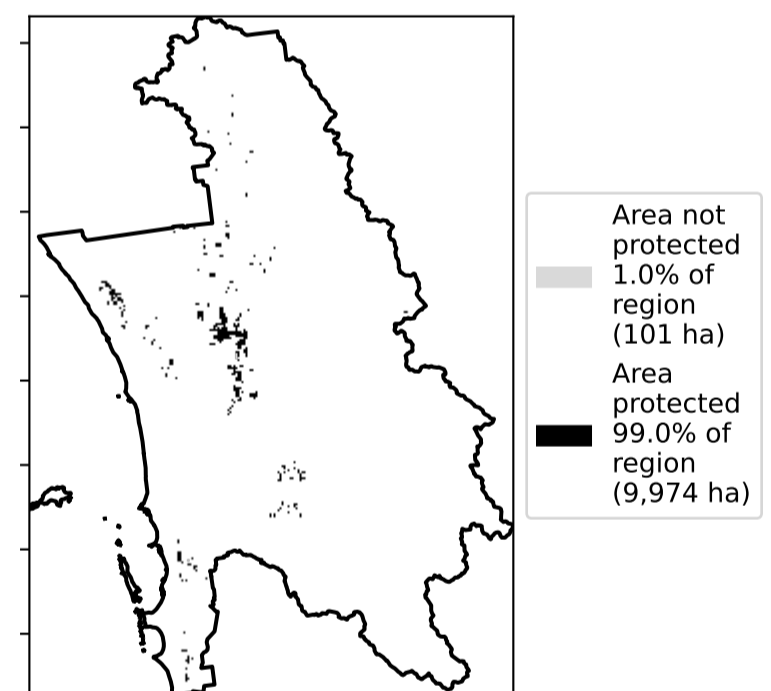 Area not
protected
1.0% of
region
(101 ha)
Area
protected
99.0% of
region
(9,974 ha)